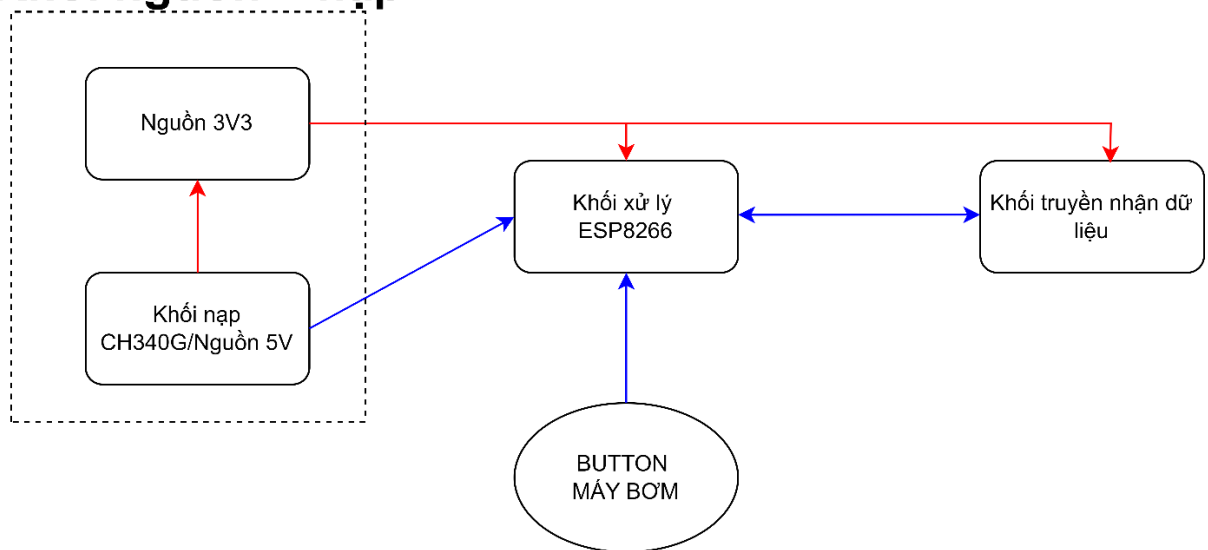 Nguồn 3V3
Khối xử lý
ESP8266
Khối truyền nhận dữ
liệu
Khối nạp
CH340G/Nguồn 5V
BUTTON
MÁY BƠM